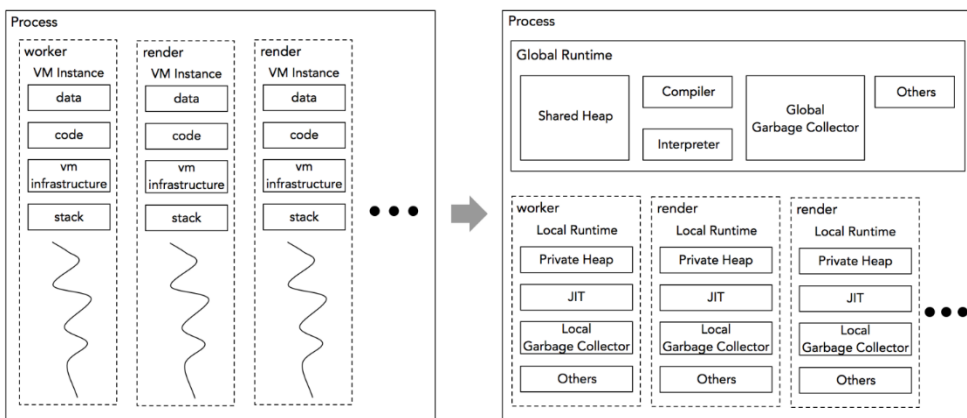 Process
worker
VM Instance
data
code
vm
infrastructure
stack
render
VM Instance
data
code
vm
infrastructure
stack
render
VM Instance
data
code
vm
infrastructure
stack
Process
Global Runtime
Shared Heap
Compiler
Interpreter
Global
Garbage Collector
Others
worker
Local Runtime
Private Heap
JIT
Local
Garbage Collector
Others
render
Local Runtime
Private Heap
JIT
Local
Garbage Collector
Others
render
Local Runtime
Private Heap
JIT
Local
Garbage Collector
Others